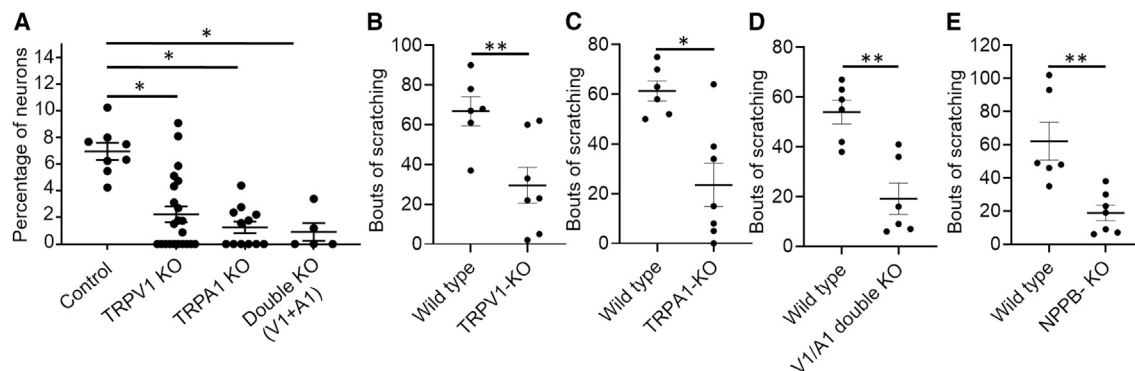 A
Percentage of neurons
14
12
10
8
6
4
2
0
*
*
*
Control
TRPV1 KO
TRPA1 KO
Double KO
(V1+A1)
B
Bouts of scratching
100
80
60
40
20
0
**
Wild type
TRPV1-KO
C
Bouts of scratching
80
60
40
20
0
*
Wild type
TRPA1-KO
D
Bouts of scratching
80
60
40
20
0
**
Wild type
V1/A1 double KO
E
Bouts of scratching
120
100
80
60
40
20
0
**
Wild type
NPPB- KO